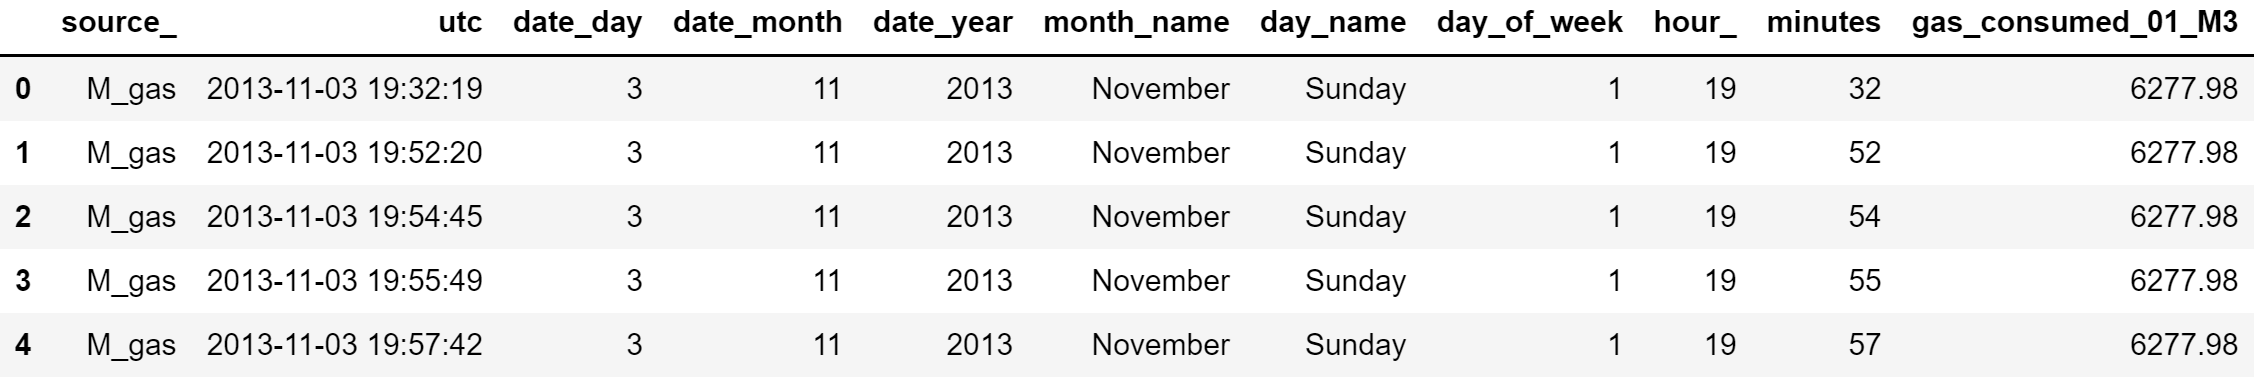 source_ utc date_day date_month date_year month_name day_name day_of_week hour_ minutes gas_consumed_01_M3
0 M_gas 2013-11-03 19:32:19 3 11 2013 November Sunday 1 19 32 6277.98
1 M_gas 2013-11-03 19:52:20 3 11 2013 November Sunday 1 19 52 6277.98
2 M_gas 2013-11-03 19:54:45 3 11 2013 November Sunday 1 19 54 6277.98
3 M_gas 2013-11-03 19:55:49 3 11 2013 November Sunday 1 19 55 6277.98
4 M_gas 2013-11-03 19:57:42 3 11 2013 November Sunday 1 19 57 6277.98